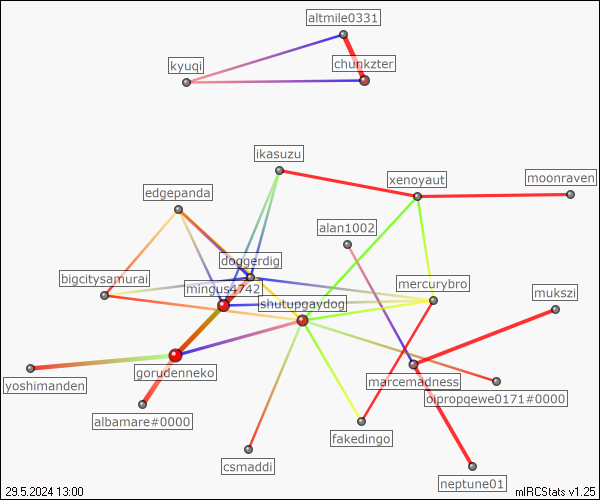 altmile0331
chunkzter
kyuqi
ikasuzu
xenoyaut
moonraven
edgepanda
alan1002
doggerdig
bigcitysamurai
mingus4742
mercurybro
shutupgaydog
mukszi
gorudenneko
marcemadness
yoshimanden
oipropqewe0171#0000
albamare#0000
fakedingo
csmaddi
neptune01
29.5.2024 13:00
mIRCStats v1.25